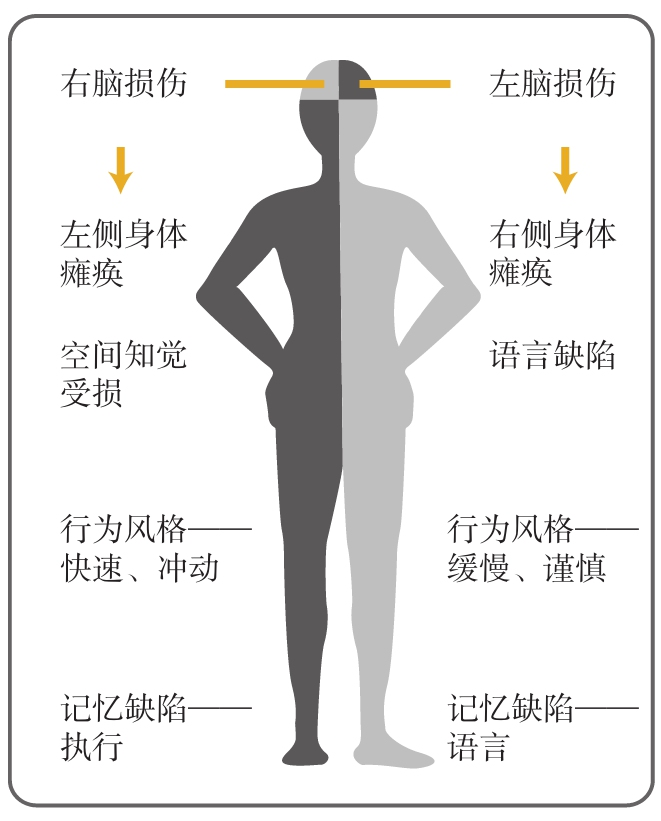 右脑损伤
左侧身体
瘫痪
空间知觉
受损
行为风格——
快速、冲动
记忆缺陷——
执行
左脑损伤
右侧身体
瘫痪
语言缺陷
行为风格——
缓慢、谨慎
记忆缺陷——
语言